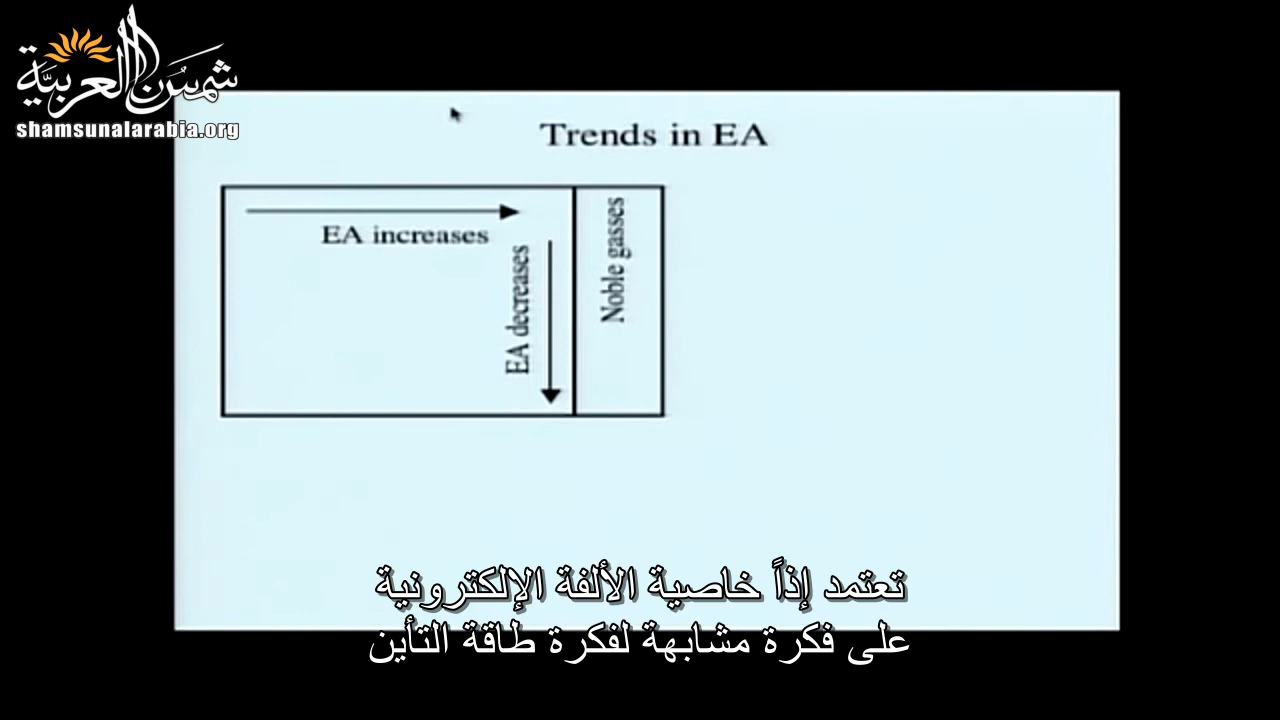 شمس العربية
shamsunalarabia.org
Trends in EA
EA increases
EA decreases
Noble gasses
تعتمد إذاً خاصية الألفة الإلكترونية
على فكرة مشابهة لفكرة طاقة التأين